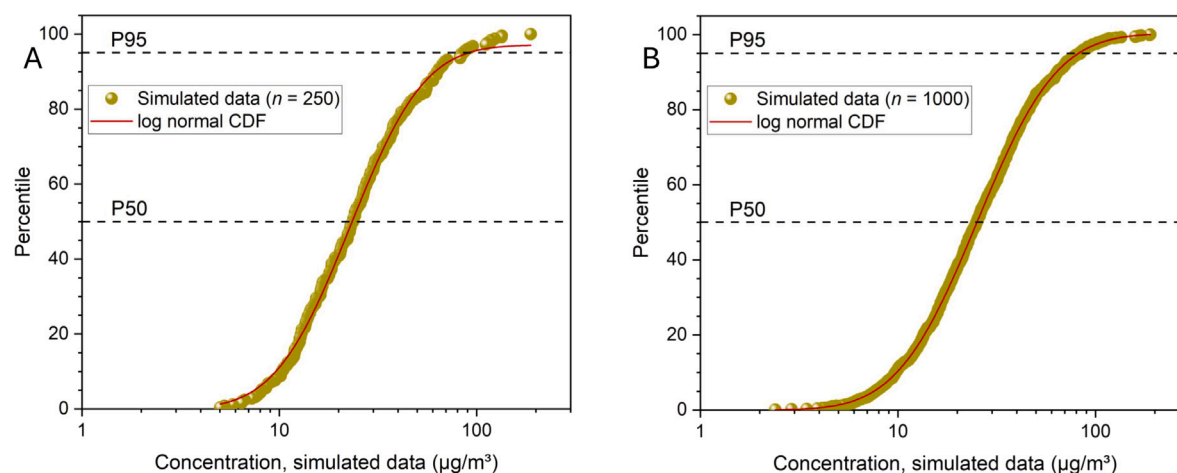 A
100
P95
80
Simulated data (n = 250)
log normal CDF
60
P50
40
20
0
Percentile
1
10
100
Concentration, simulated data (µg/m³)
B
100
P95
80
Simulated data (n = 1000)
log normal CDF
60
P50
40
20
0
Percentile
1
10
100
Concentration, simulated data (µg/m³)